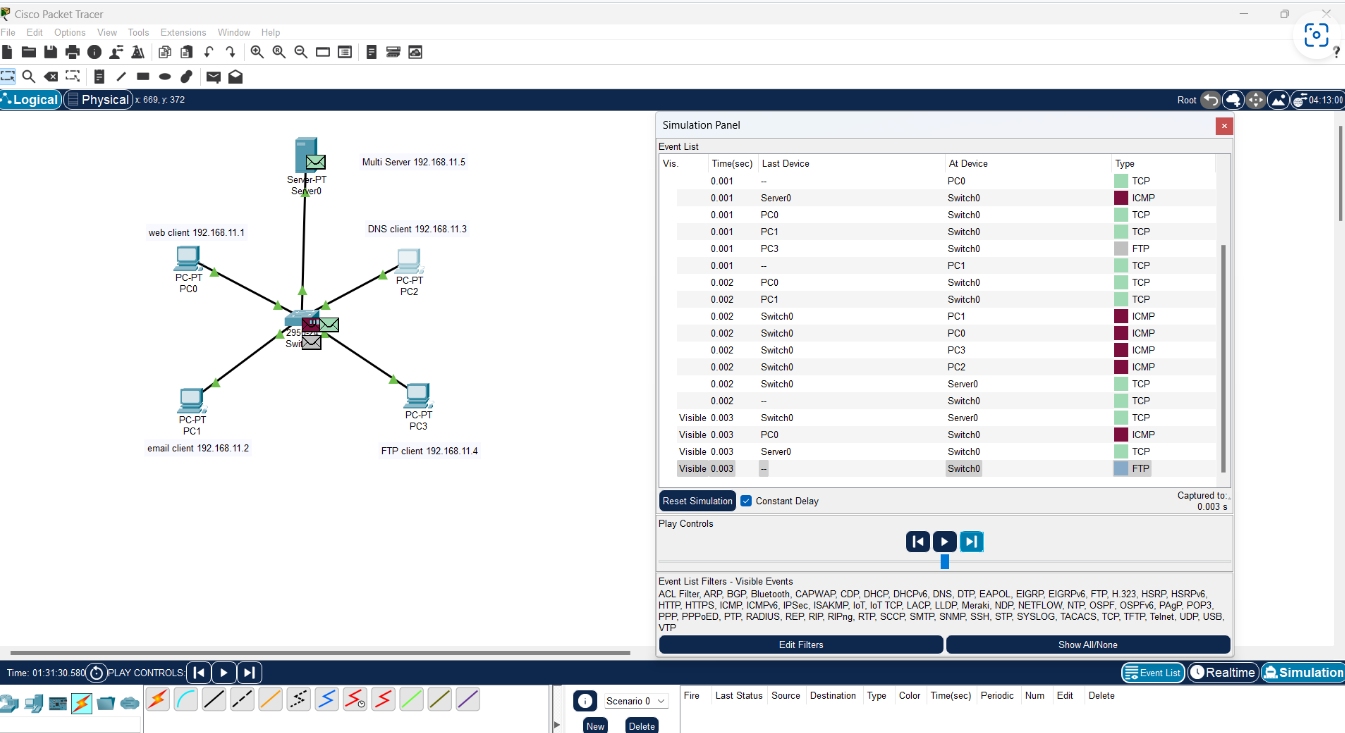 Cisco Packet Tracer
File Edit Options View Tools Extensions Window Help
?
Logical Physical x: 669, y: 372 Root 04:13:00
Server-PT
Server0
Multi Server 192.168.11.5
web client 192.168.11.1
PC-PT
PC0
DNS client 192.168.11.3
PC-PT
PC2
PC-PT
PC1
email client 192.168.11.2
PC-PT
PC3
FTP client 192.168.11.4
Simulation Panel
Event List
Vis. Time(sec) Last Device At Device Type
0.001 -- PC0 TCP
0.001 Server0 Switch0 ICMP
0.001 PC0 Switch0 TCP
0.001 PC1 Switch0 TCP
0.001 PC3 Switch0 FTP
0.001 -- PC1 TCP
0.002 PC0 Switch0 TCP
0.002 PC1 Switch0 TCP
0.002 Switch0 PC1 ICMP
0.002 Switch0 PC0 ICMP
0.002 Switch0 PC3 ICMP
0.002 Switch0 PC2 ICMP
0.002 Switch0 Server0 TCP
0.002 -- Switch0 TCP
Visible 0.003 Switch0 Server0 TCP
Visible 0.003 PC0 Switch0 ICMP
Visible 0.003 Server0 Switch0 TCP
Visible 0.003 -- Switch0 FTP
Reset Simulation Constant Delay Captured to:
0.003 s
Play Controls
Event List Filters - Visible Events
ACL Filter, ARP, BGP, Bluetooth, CAPWAP, CDP, DHCP, DHCPv6, DNS, DTP, EAPOL, EIGRP, EIGRPv6, FTP, H.323, HSRP, HSRPv6,
HTTP, HTTPS, ICMP, ICMPv6, IPSec, ISAKMP, IoT, IoT TCP, LACP, LLDP, Meraki, NDP, NETFLOW, NTP, OSPF, OSPFv6, PAgP, POP3,
PPP, PPPoED, PTP, RADIUS, REP, RIP, RIPng, RTP, SCCP, SMTP, SNMP, SSH, STP, SYSLOG, TACACS, TCP, TFTP, Telnet, UDP, USB,
VTP
Edit Filters Show All/None
Time: 01:31:30.580 PLAY CONTROLS: Event List Realtime Simulation
Scenario 0
New Delete
Fire Last Status Source Destination Type Color Time(sec) Periodic Num Edit Delete